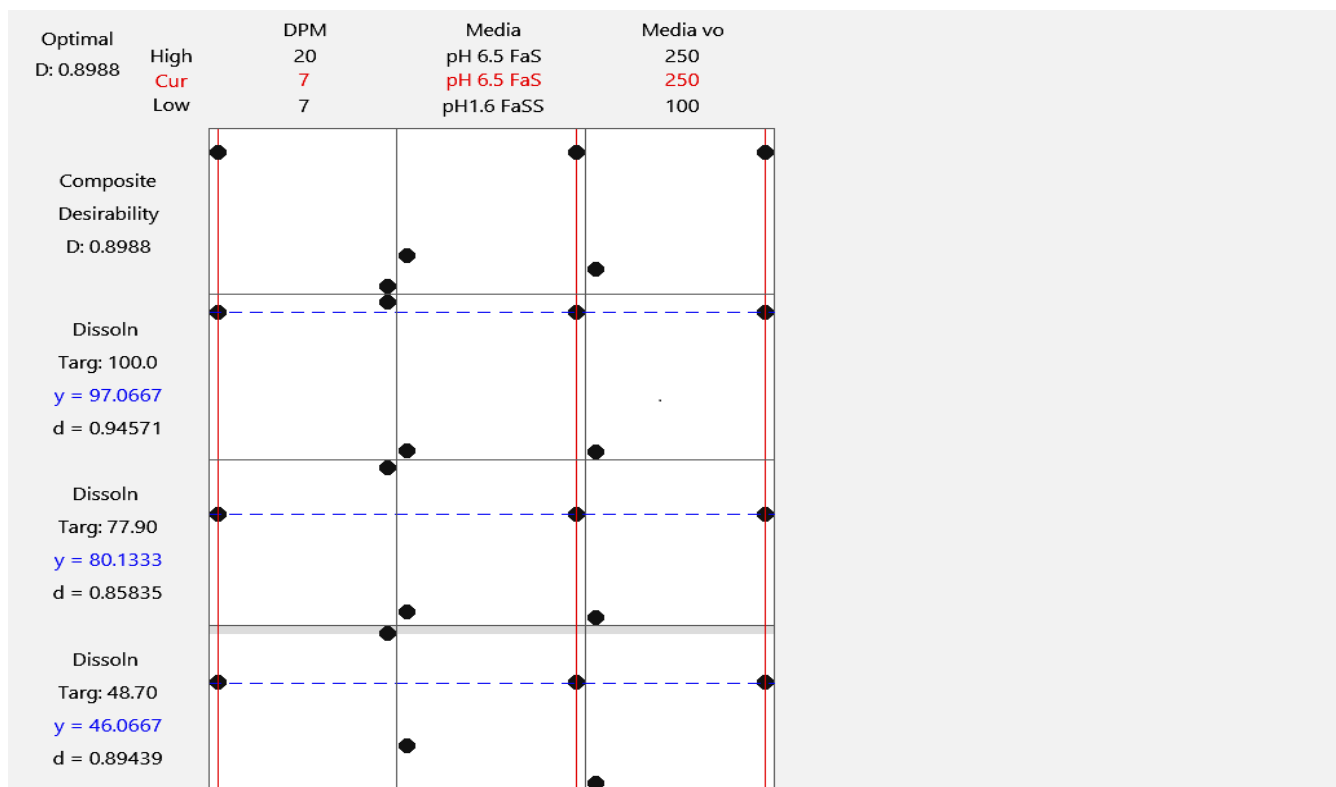 Optimal
D: 0.8988
DPM Media Media vo
High 20 pH 6.5 FaS 250
Cur 7 pH 6.5 FaS 250
Low 7 pH1.6 FaSS 100
Composite
Desirability
D: 0.8988
Dissoln
Targ: 100.0
y = 97.0667
d = 0.94571
Dissoln
Targ: 77.90
y = 80.1333
d = 0.85835
Dissoln
Targ: 48.70
y = 46.0667
d = 0.89439